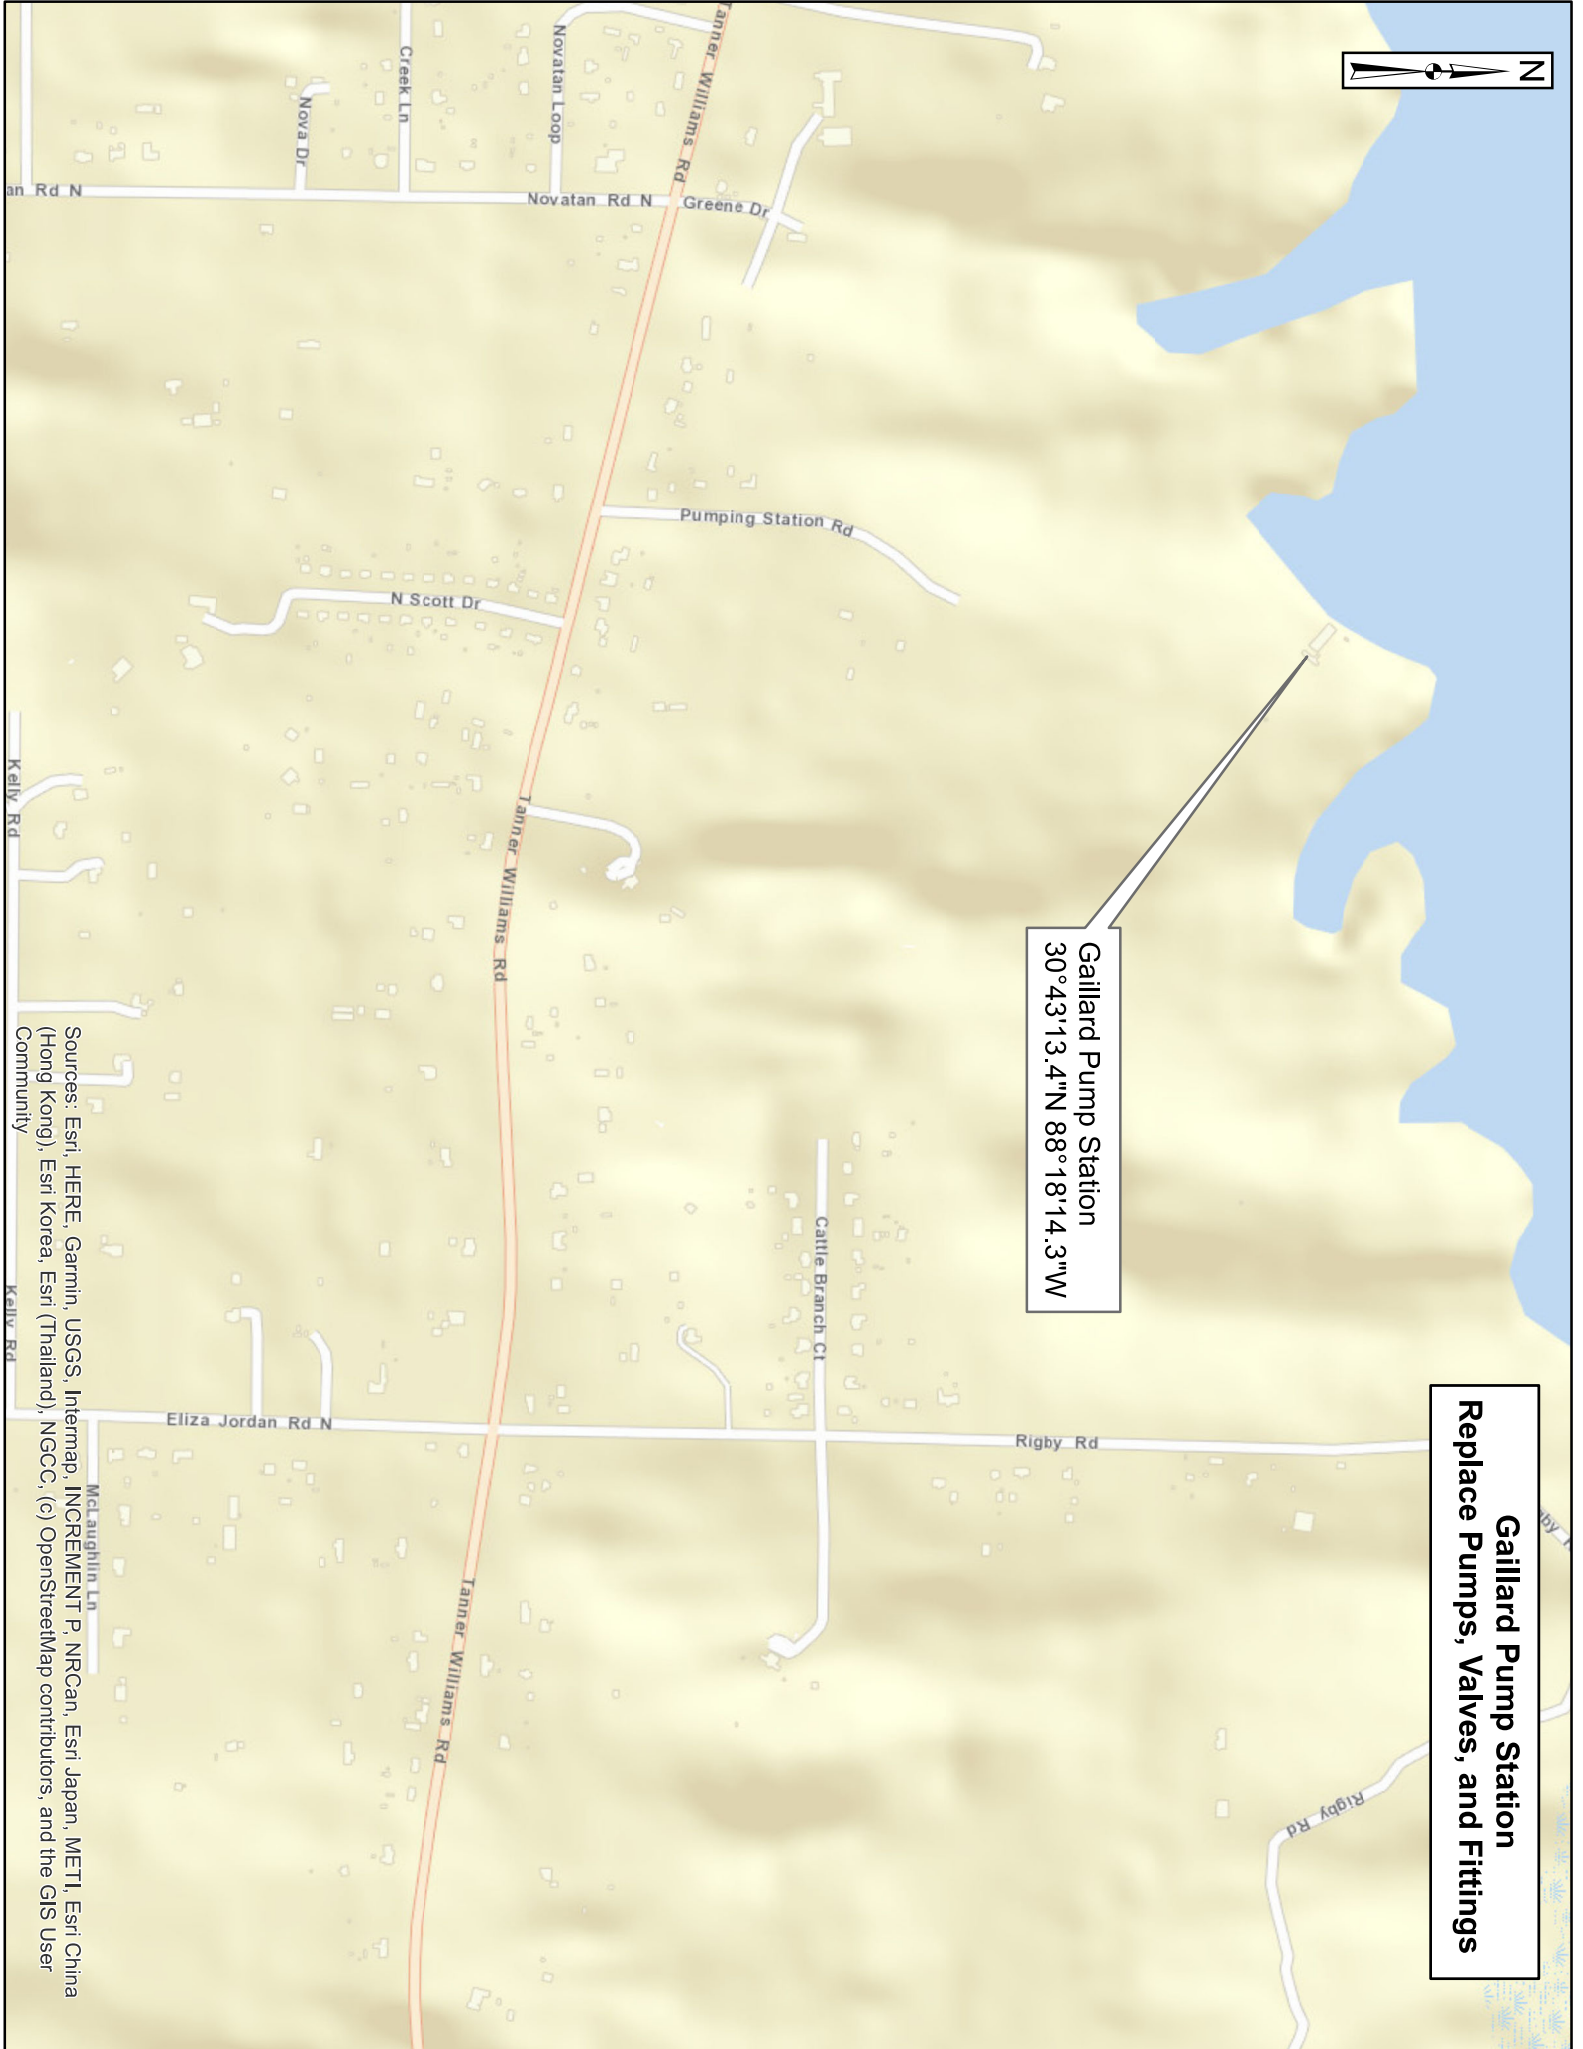 N
Gaillard Pump Station
Replace Pumps, Valves, and Fittings
Rigby Rd
Rigby Rd
Gaillard Pump Station
30°43'13.4"N 88°18'14.3"W
Cattle Branch Ct
Pumping Station Rd
Greene Dr
Tanner Williams Rd
Novatan Rd N
Novatan Loop
Tanner Williams Rd
Tanner Williams Rd
N Scott Dr
Creek Ln
Nova Dr
Eliza Jordan Rd N
McLaughlin Ln
an Rd N
Kelly Rd
Kelly Rd
Sources: Esri, HERE, Garmin, USGS, Intermap, INCREMENT P, NRCan, Esri Japan, METI, Esri China
(Hong Kong), Esri Korea, Esri (Thailand), NGCC, (c) OpenStreetMap contributors, and the GIS User
Community